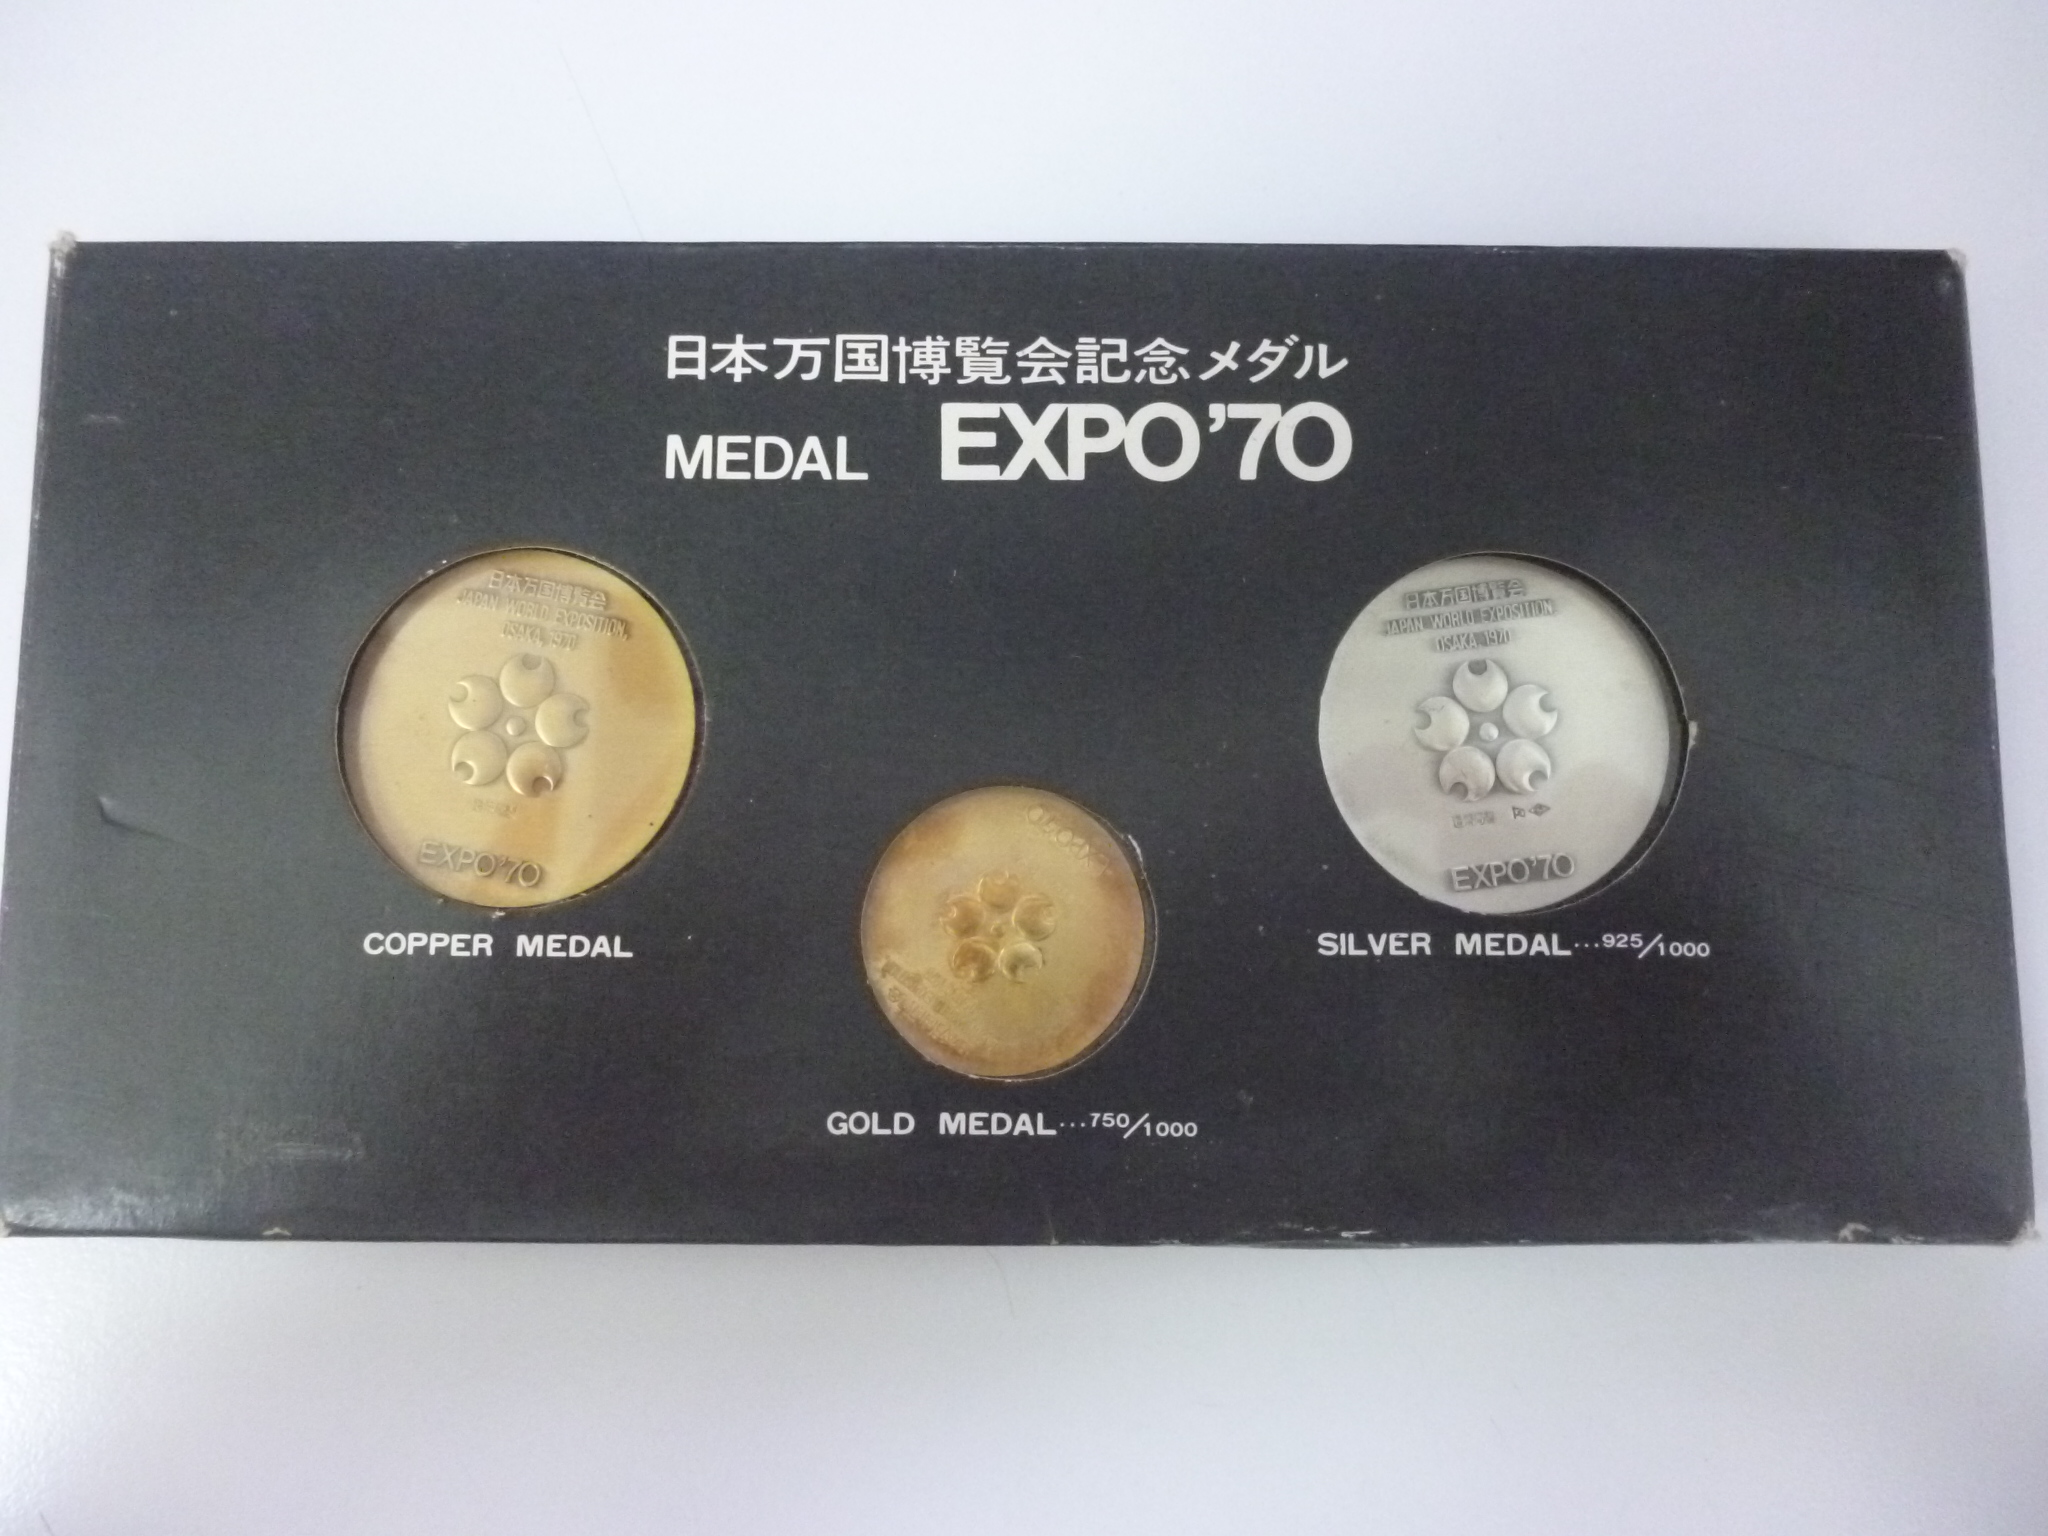 日本万国博覧会記念メダル
MEDAL EXPO'70
日本万国博覧会
JAPAN WORLD EXPOSITION,
OSAKA, 1970
EXPO'70
COPPER MEDAL
EXPO'70
GOLD MEDAL...750/1000
日本万国博覧会
JAPAN WORLD EXPOSITION,
OSAKA, 1970
EXPO'70
SILVER MEDAL...925/1000